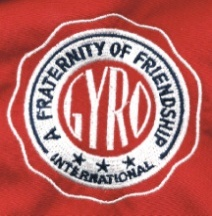 A FRATERNITY OF FRIENDSHIP
GYRO
INTERNATIONAL